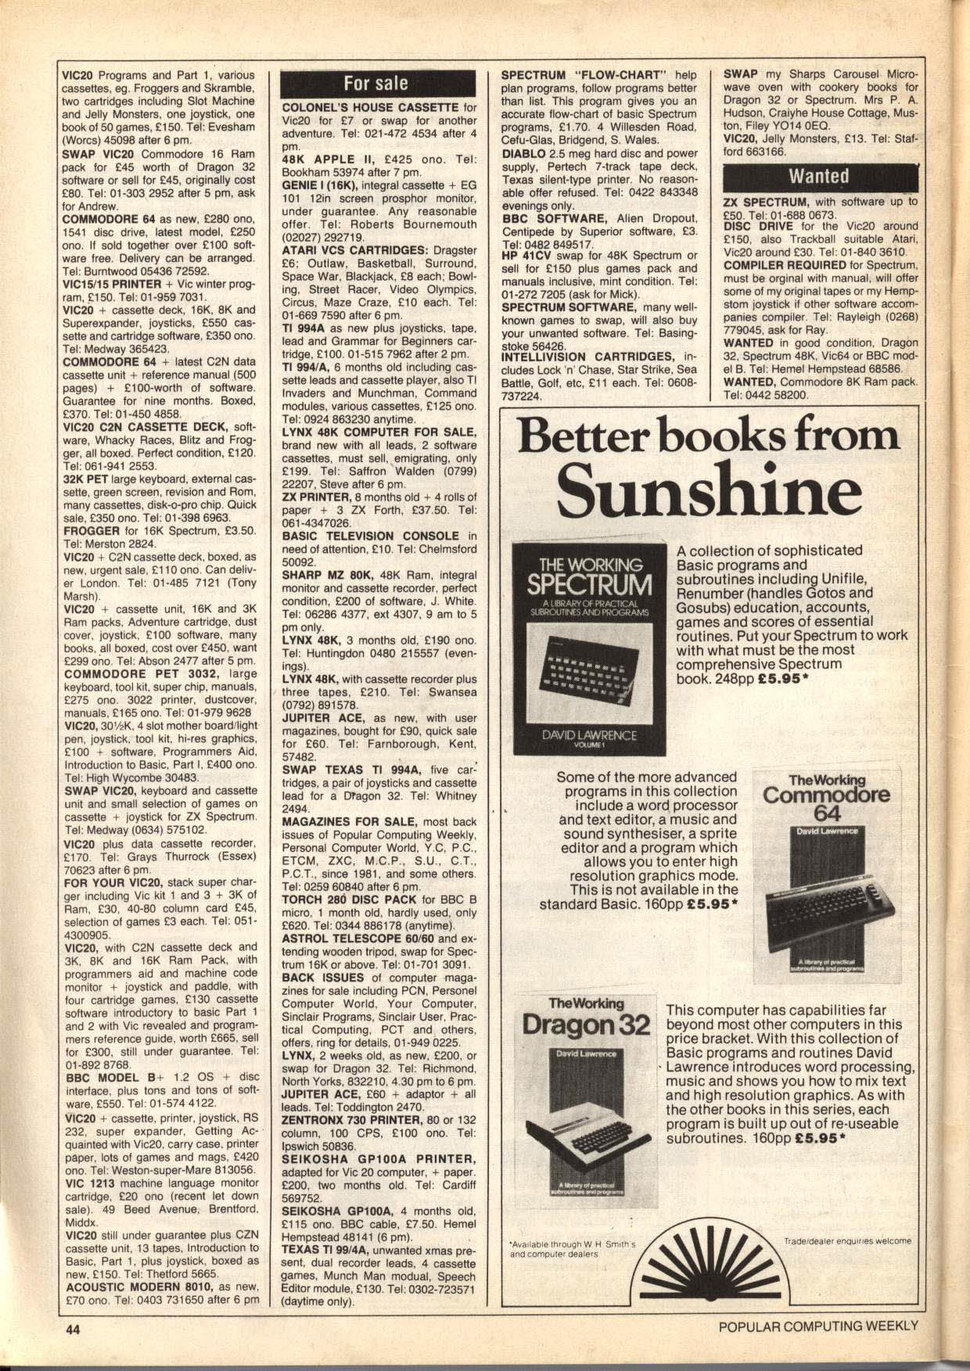 VIC20 Programs and Part 1, various
cassettes, eg. Froggers and Skramble,
two cartridges including Slot Machine
and Jelly Monsters, one joystick, one
book of 50 games, £150. Tel: Evesham
(Worcs) 45098 after 6 pm.
SWAP VIC20 Commodore 16 Ram
pack for £45 worth of Dragon 32
software or sell for £45, originally cost
£80. Tel: 01-303 2952 after 5 pm, ask
for Andrew.
COMMODORE 64 as new, £280 ono,
1541 disc drive, latest model, £250
ono. If sold together over £100 soft-
ware free. Delivery can be arranged.
Tel: Burntwood 05436 72592.
VIC15/15 PRINTER + Vic winter prog-
ram, £150. Tel: 01-959 7031.
VIC20 + cassette deck, 16K, 8K and
Superexpander, joysticks, £550 cas-
sette and cartridge software, £350 ono.
Tel: Medway 365423.
COMMODORE 64 + latest C2N data
cassette unit + reference manual (500
pages) + £100-worth of software.
Guarantee for nine months. Boxed,
£370. Tel: 01-450 4858.
VIC20 C2N CASSETTE DECK, soft-
ware, Whacky Races, Blitz and Frog-
ger, all boxed. Perfect condition, £120.
Tel: 061-941 2553.
32K PET large keyboard, external cas-
sette, green screen, revision and Rom,
many cassettes, disk-o-pro chip. Quick
sale, £350 ono. Tel: 01-398 6963.
FROGGER for 16K Spectrum, £3.50.
Tel: Merston 2824.
VIC20 + C2N cassette deck, boxed, as
new, urgent sale, £110 ono. Can deliv-
er London. Tel: 01-485 7121 (Tony
Marsh).
VIC20 + cassette unit, 16K and 3K
Ram packs, Adventure cartridge, dust
cover, joystick, £100 software, many
books, all boxed, cost over £450, want
£299 ono. Tel: Abson 2477 after 5 pm.
COMMODORE PET 3032, large
keyboard, tool kit, super chip, manuals,
£275 ono. 3022 printer, dustcover,
manuals, £165 ono. Tel: 01-979 9628
VIC20, 30½K, 4 slot mother board/light
pen, joystick, tool kit, hi-res graphics,
£100 + software, Programmers Aid,
Introduction to Basic, Part I, £400 ono.
Tel: High Wycombe 30483.
SWAP VIC20, keyboard and cassette
unit and small selection of games on
cassette + joystick for ZX Spectrum.
Tel: Medway (0634) 575102.
VIC20 plus data cassette recorder,
£170. Tel: Grays Thurrock (Essex)
70623 after 6 pm.
FOR YOUR VIC20, stack super char-
ger including Vic kit 1 and 3 + 3K of
Ram, £30, 40-80 column card £45,
selection of games £3 each. Tel: 051-
4300905.
VIC20, with C2N cassette deck and
3K, 8K and 16K Ram Pack, with
programmers aid and machine code
monitor + joystick and paddle, with
four cartridge games, £130 cassette
software introductory to basic Part 1
and 2 with Vic revealed and program-
mers reference guide, worth £665, sell
for £300, still under guarantee. Tel:
01-892 8768.
BBC MODEL B+ 1.2 OS + disc
interface, plus tons and tons of soft-
ware, £550. Tel: 01-574 4122.
VIC20 + cassette, printer, joystick, RS
232, super expander, Getting Ac-
quainted with Vic20, carry case, printer
paper, lots of games and mags, £420
ono. Tel: Weston-super-Mare 813056.
VIC 1213 machine language monitor
cartridge, £20 ono (recent let down
sale). 49 Beed Avenue, Brentford,
Middx.
VIC20 still under guarantee plus CZN
cassette unit, 13 tapes, Introduction to
Basic, Part 1, plus joystick, boxed as
new, £150. Tel: Thetford 5665.
ACOUSTIC MODERN 8010, as new,
£70 ono. Tel: 0403 731650 after 6 pm
For sale
COLONEL'S HOUSE CASSETTE for
Vic20 for £7 or swap for another
adventure. Tel: 021-472 4534 after 4
pm.
48K APPLE II, £425 ono. Tel:
Bookham 53974 after 7 pm.
GENIE I (16K), integral cassette + EG
101 12in screen phosphor monitor,
under guarantee. Any reasonable
offer. Tel: Roberts Bournemouth
(02027) 292719.
ATARI VCS CARTRIDGES: Dragster
£6; Outlaw, Basketball, Surround,
Space War, Blackjack, £8 each; Bowl-
ing, Street Racer, Video Olympics,
Circus, Maze Craze, £10 each. Tel:
01-669 7590 after 6 pm.
TI 994A as new plus joysticks, tape,
lead and Grammar for Beginners car-
tridge, £100. 01-515 7962 after 2 pm.
TI 994/A, 6 months old including cas-
sette leads and cassette player, also TI
Invaders and Munchman, Command
modules, various cassettes, £125 ono.
Tel: 0924 863230 anytime.
LYNX 48K COMPUTER FOR SALE,
brand new with all leads, 2 software
cassettes, must sell, emigrating, only
£199. Tel: Saffron Walden (0799)
22207, Steve after 6 pm.
ZX PRINTER, 8 months old + 4 rolls of
paper + 3 ZX Forth, £37.50. Tel:
061-4347026.
BASIC TELEVISION CONSOLE in
need of attention, £10. Tel: Chelmsford
50092.
SHARP MZ 80K, 48K Ram, integral
monitor and cassette recorder, perfect
condition, £200 of software, J. White.
Tel: 06286 4377, ext 4307, 9 am to 5
pm only.
LYNX 48K, 3 months old, £190 ono.
Tel: Huntingdon 0480 215557 (even-
ings).
LYNX 48K, with cassette recorder plus
three tapes, £210. Tel: Swansea
(0792) 891578.
JUPITER ACE, as new, with user
magazines, bought for £90, quick sale
for £60. Tel: Farnborough, Kent,
57482.
SWAP TEXAS TI 994A, five car-
tridges, a pair of joysticks and cassette
lead for a Dragon 32. Tel: Whitney
2494.
MAGAZINES FOR SALE, most back
issues of Popular Computing Weekly,
Personal Computer World, Y.C, P.C.,
ETCM, ZXC, M.C.P., S.U., C.T.,
P.C.T., since 1981, and some others.
Tel: 0259 60840 after 6 pm.
TORCH 280 DISC PACK for BBC B
micro, 1 month old, hardly used, only
£620. Tel: 0344 886178 (anytime).
ASTROL TELESCOPE 60/60 and ex-
tending wooden tripod, swap for Spec-
trum 16K or above. Tel: 01-701 3091.
BACK ISSUES of computer maga-
zines for sale including PCN, Personel
Computer World, Your Computer,
Sinclair Programs, Sinclair User, Prac-
tical Computing, PCT and others,
offers, ring for details, 01-949 0225.
LYNX, 2 weeks old, as new, £200, or
swap for Dragon 32. Tel: Richmond,
North Yorks, 832210, 4.30 pm to 6 pm.
JUPITER ACE, £60 + adaptor + all
leads. Tel: Toddington 2470.
ZENTRONX 730 PRINTER, 80 or 132
column, 100 CPS, £100 ono. Tel:
Ipswich 50836.
SEIKOSHA GP100A PRINTER,
adapted for Vic 20 computer, + paper.
£200, two months old. Tel: Cardiff
569752.
SEIKOSHA GP100A, 4 months old,
£115 ono. BBC cable, £7.50. Hemel
Hempstead 48141 (6 pm).
TEXAS TI 99/4A, unwanted xmas pre-
sent, dual recorder leads, 4 cassette
games, Munch Man modual, Speech
Editor module, £130. Tel: 0302-723571
(daytime only).
SPECTRUM "FLOW-CHART" help
plan programs, follow programs better
than list. This program gives you an
accurate flow-chart of basic Spectrum
programs, £1.70. 4 Willesden Road,
Cefu-Glas, Bridgend, S. Wales.
DIABLO 2.5 meg hard disc and power
supply, Pertech 7-track tape deck,
Texas silent-type printer. No reason-
able offer refused. Tel: 0422 843348
evenings only.
BBC SOFTWARE, Alien Dropout,
Centipede by Superior software, £3.
Tel: 0482 849517.
HP 41CV swap for 48K Spectrum or
sell for £150 plus games pack and
manuals inclusive, mint condition. Tel:
01-272 7205 (ask for Mick).
SPECTRUM SOFTWARE, many well-
known games to swap, will also buy
your unwanted software. Tel: Basing-
stoke 56426.
INTELLIVISION CARTRIDGES, in-
cludes Lock 'n' Chase, Star Strike, Sea
Battle, Golf, etc, £11 each. Tel: 0608-
737224.
SWAP my Sharps Carousel Micro-
wave oven with cookery books for
Dragon 32 or Spectrum. Mrs P. A.
Hudson, Craiyhe House Cottage, Mus-
ton, Filey YO14 0EQ.
VIC20, Jelly Monsters, £13. Tel: Staf-
ford 663166.
Wanted
ZX SPECTRUM, with software up to
£50. Tel: 01-688 0673.
DISC DRIVE for the Vic20 around
£150, also Trackball suitable Atari,
Vic20 around £30. Tel: 01-840 3610.
COMPILER REQUIRED for Spectrum,
must be orginal with manual, will offer
some of my original tapes or my Hemp-
stom joystick if other software accom-
panies compiler. Tel: Rayleigh (0268)
779045, ask for Ray.
WANTED in good condition, Dragon
32, Spectrum 48K, Vic64 or BBC mod-
el B. Tel: Hemel Hempstead 68586.
WANTED, Commodore 8K Ram pack.
Tel: 0442 58200.
Better books from
Sunshine
THE WORKING
SPECTRUM
A LIBRARY OF PRACTICAL
SUBROUTINES AND PROGRAMS
DAVID LAWRENCE
VOLUME 1
A collection of sophisticated
Basic programs and
subroutines including Unifile,
Renumber (handles Gotos and
Gosubs) education, accounts,
games and scores of essential
routines. Put your Spectrum to work
with what must be the most
comprehensive Spectrum
book. 248pp £5.95*
Some of the more advanced
programs in this collection
include a word processor
and text editor, a music and
sound synthesiser, a sprite
editor and a program which
allows you to enter high
resolution graphics mode.
This is not available in the
standard Basic. 160pp £5.95*
The Working
Commodore
64
David Lawrence
A library of practical
subroutines and programs
The Working
Dragon 32
David Lawrence
A library of practical
subroutines and programs
This computer has capabilities far
beyond most other computers in this
price bracket. With this collection of
Basic programs and routines David
Lawrence introduces word processing,
music and shows you how to mix text
and high resolution graphics. As with
the other books in this series, each
program is built up out of re-useable
subroutines. 160pp £5.95*
*Available through W.H. Smith's
and computer dealers
Trade/dealer enquiries welcome
44
POPULAR COMPUTING WEEKLY